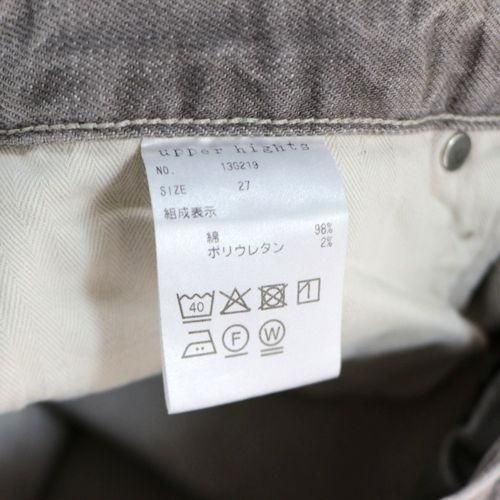 upper hights
NO. 13G219
SIZE 27
組成表示
綿 98%
ポリウレタン 2%
40
F W